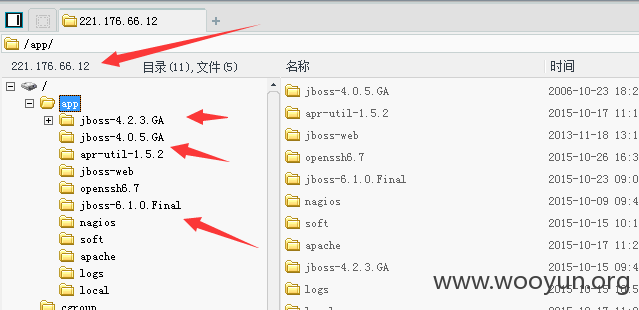 221.176.66.12
/app/
221.176.66.12 目录(11),文件(5) 名称 时间
/
app
jboss-4.2.3.GA
jboss-4.0.5.GA
apr-util-1.5.2
jboss-web
openssh6.7
jboss-6.1.0.Final
nagios
soft
apache
logs
local
cgroup
jboss-4.0.5.GA 2006-10-23 18:2
apr-util-1.5.2 2015-10-17 11:1
jboss-web 2013-11-18 13:1
openssh6.7 2015-10-26 16:3
jboss-6.1.0.Final 2015-10-23 09:0
nagios 2015-10-09 09:4
soft 2015-10-15 10:1
apache 2015-10-17 11:2
jboss-4.2.3.GA 2015-10-15 09:4
logs
www.wooyun.org